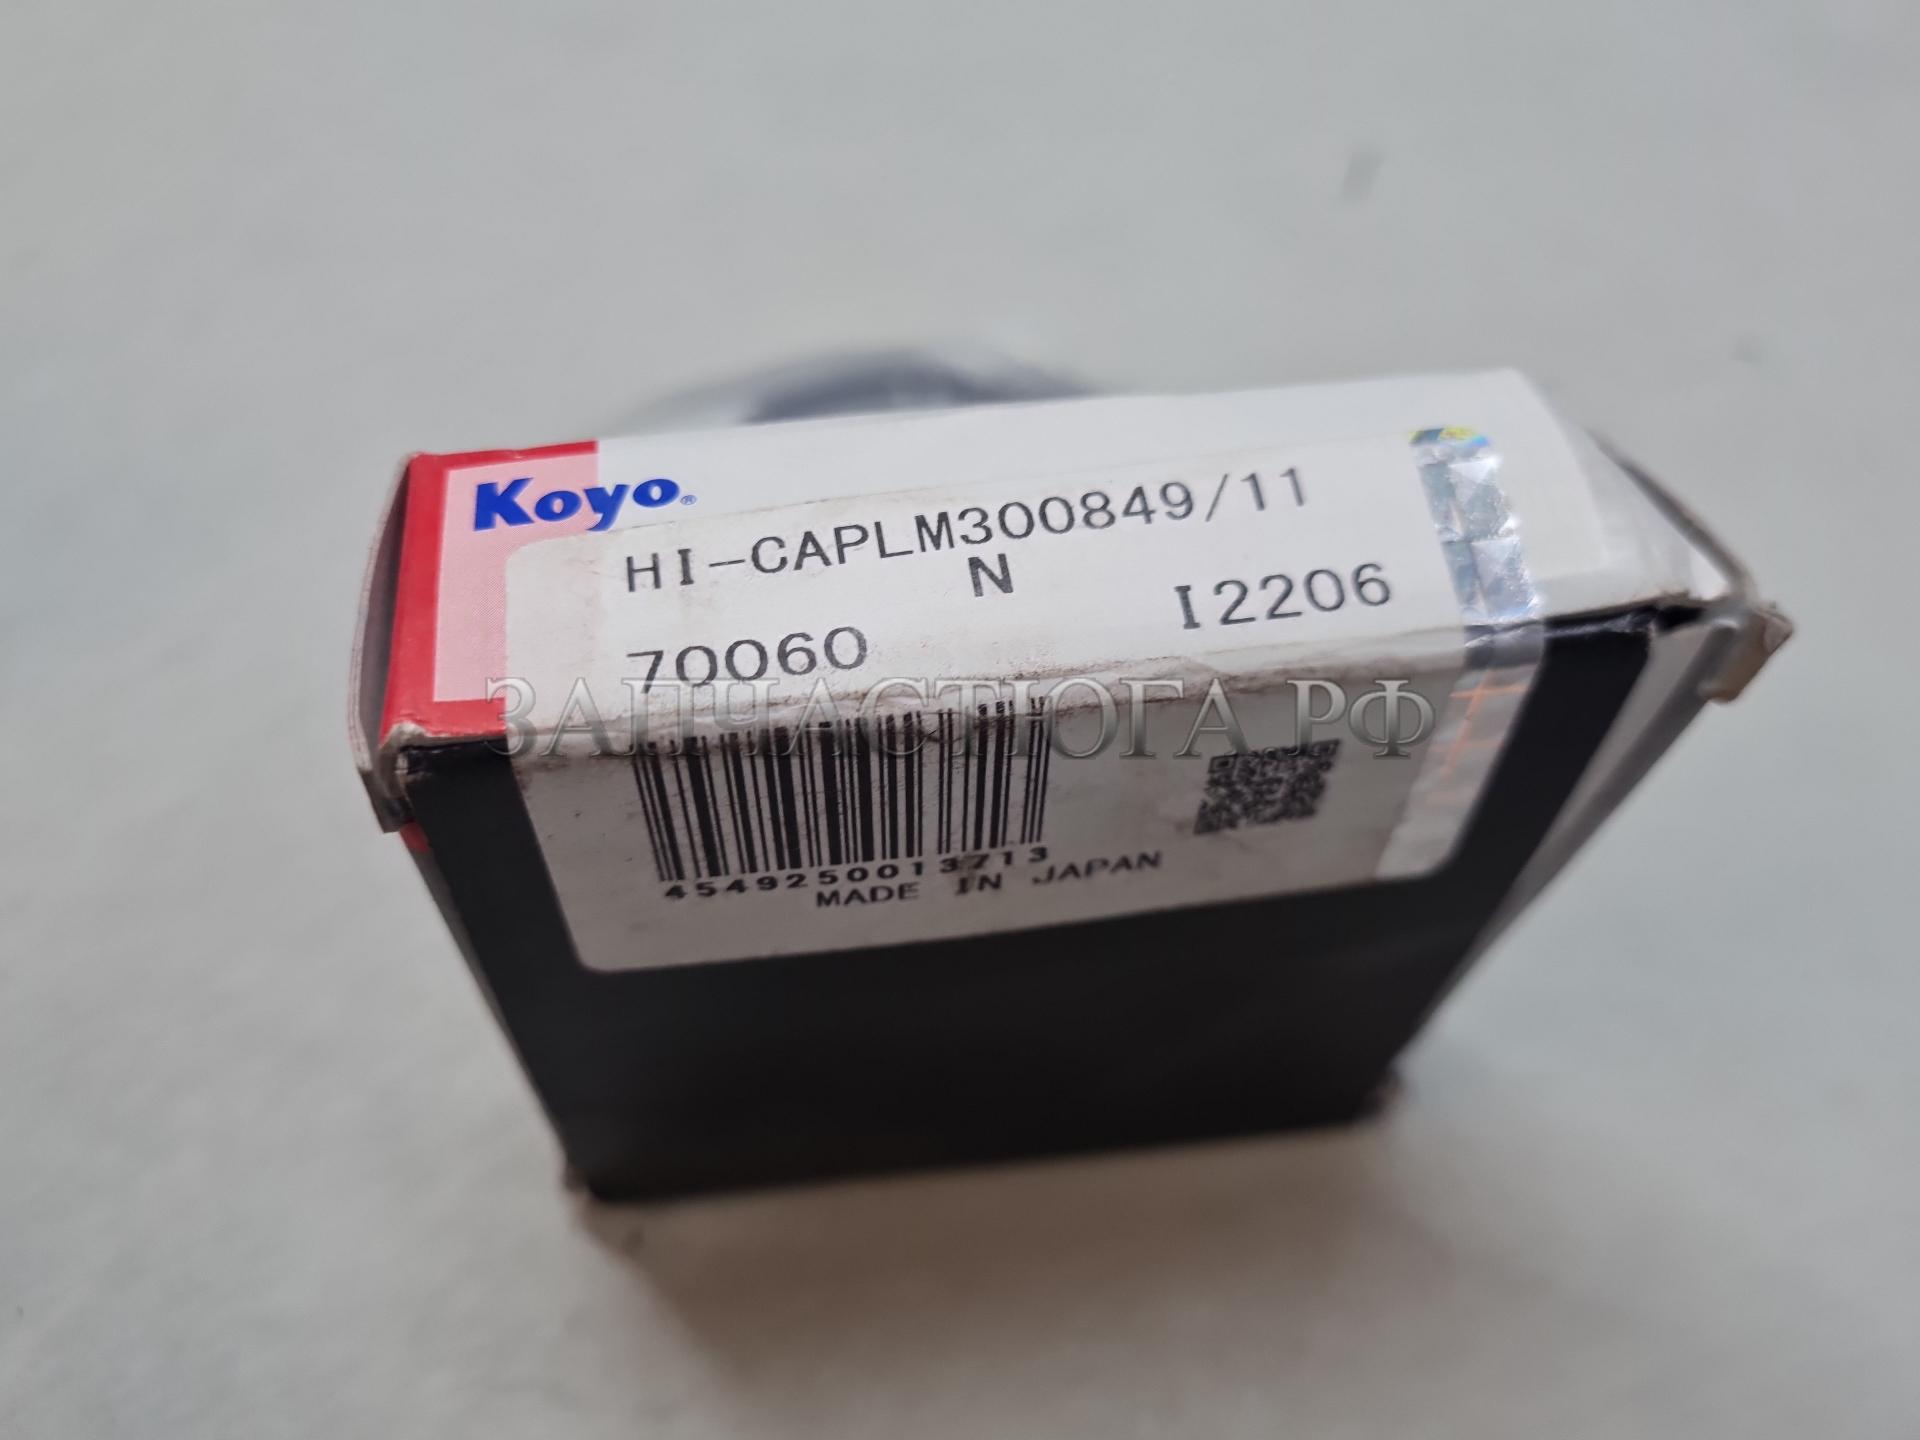 Koyo®
HI-CAPLM300849/11
N
70060 I2206
ЗАПЧАСТЮГА.РФ
4549250013713
MADE IN JAPAN